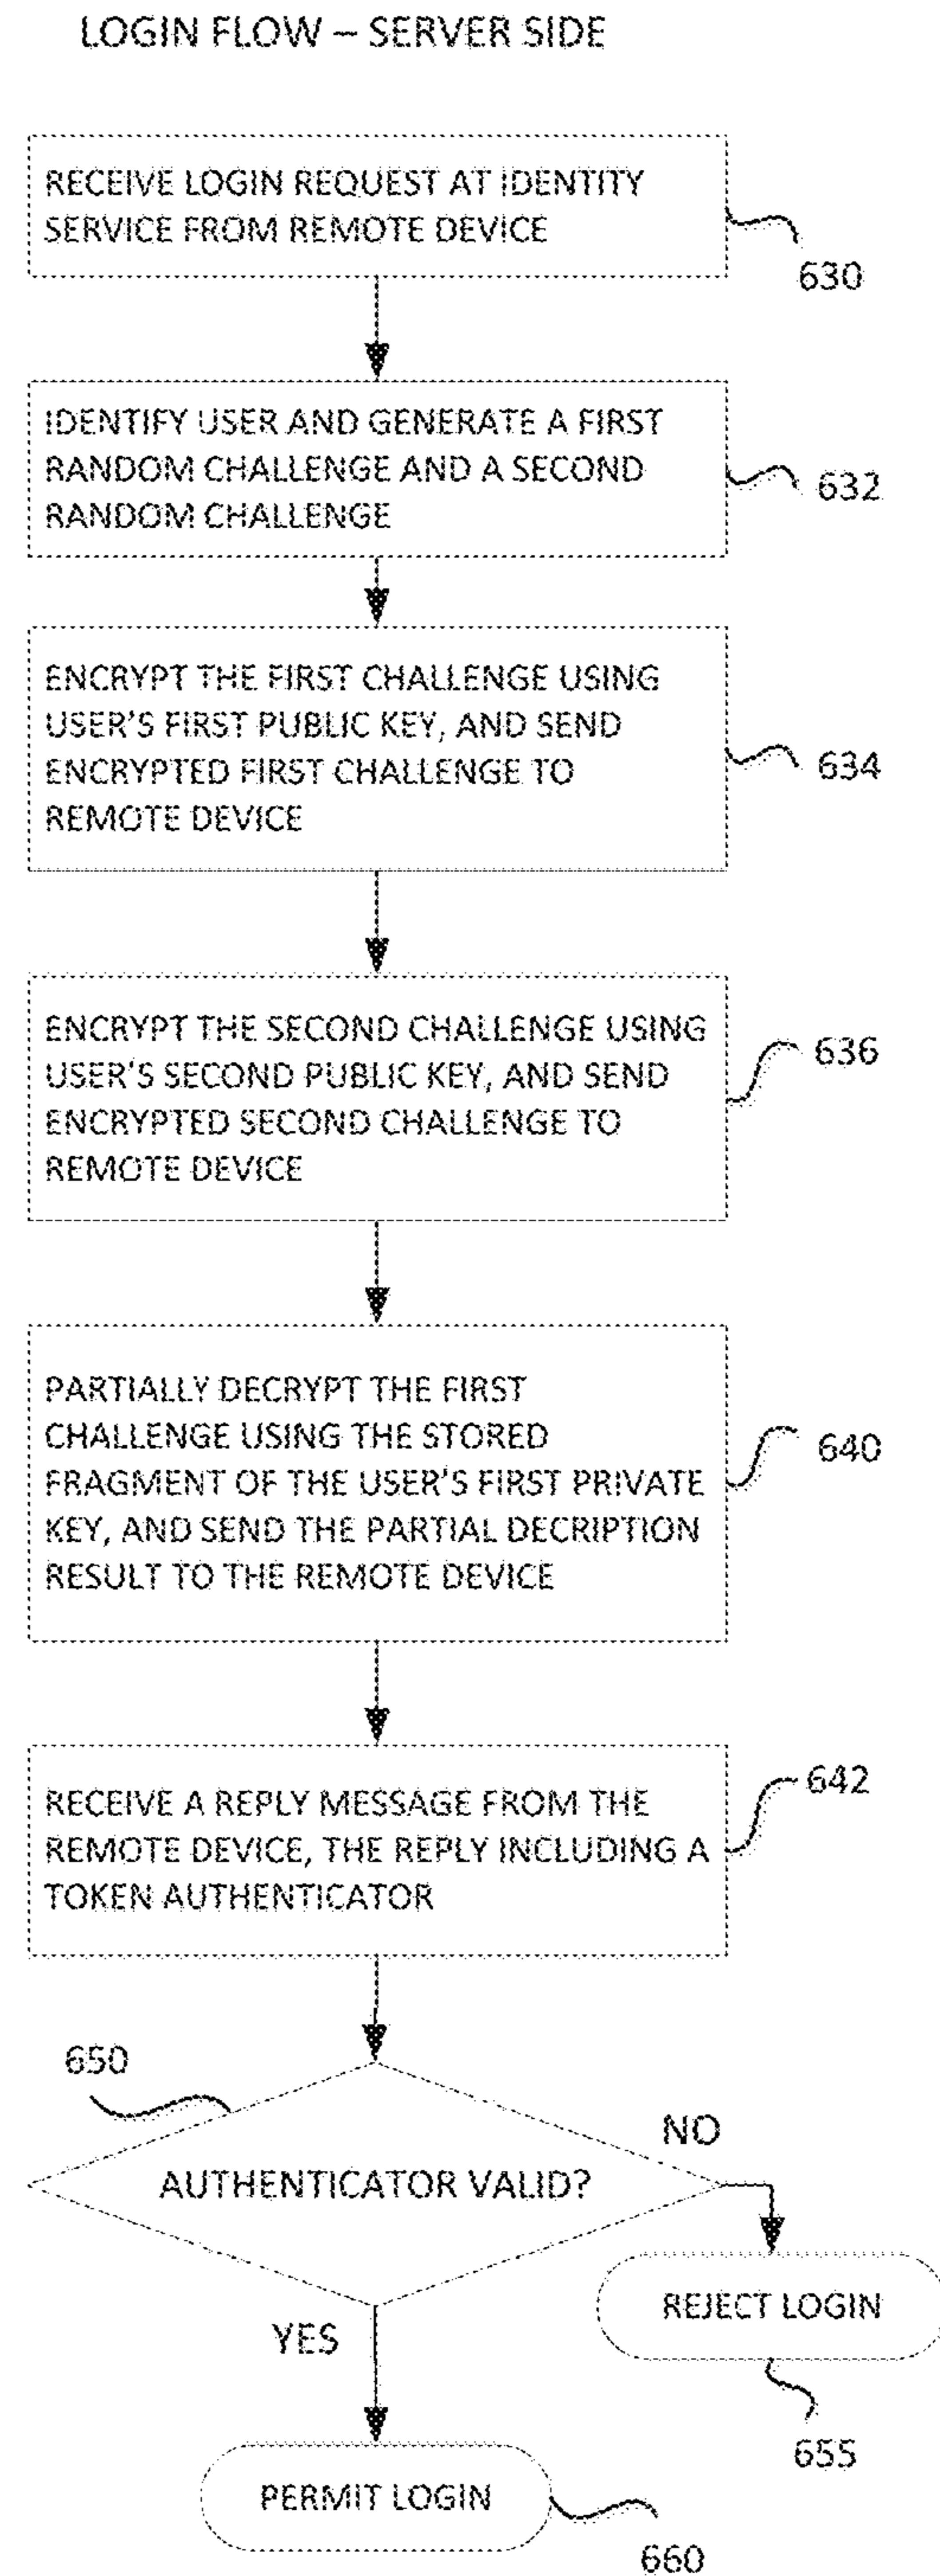 LOGIN FLOW – SERVER SIDE
RECEIVE LOGIN REQUEST AT IDENTITY
SERVICE FROM REMOTE DEVICE
630
IDENTIFY USER AND GENERATE A FIRST
RANDOM CHALLENGE AND A SECOND
RANDOM CHALLENGE
632
ENCRYPT THE FIRST CHALLENGE USING
USER'S FIRST PUBLIC KEY, AND SEND
ENCRYPTED FIRST CHALLENGE TO
REMOTE DEVICE
634
ENCRYPT THE SECOND CHALLENGE USING
USER'S SECOND PUBLIC KEY, AND SEND
ENCRYPTED SECOND CHALLENGE TO
REMOTE DEVICE
636
PARTIALLY DECRYPT THE FIRST
CHALLENGE USING THE STORED
FRAGMENT OF THE USER'S FIRST PRIVATE
KEY, AND SEND THE PARTIAL DECRIPTION
RESULT TO THE REMOTE DEVICE
640
RECEIVE A REPLY MESSAGE FROM THE
REMOTE DEVICE, THE REPLY INCLUDING A
TOKEN AUTHENTICATOR
642
650
AUTHENTICATOR VALID?
NO
REJECT LOGIN
655
YES
PERMIT LOGIN
660